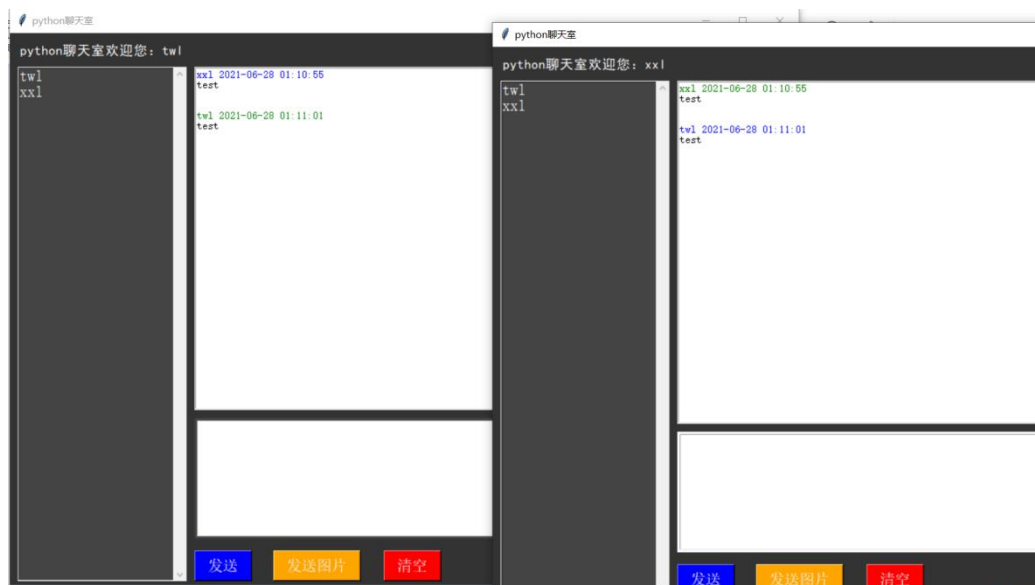 python聊天室
python聊天室欢迎您：twl
twl
xxl
xxl 2021-06-28 01:10:55
test
twl 2021-06-28 01:11:01
test
发送
发送图片
清空
python聊天室
python聊天室欢迎您：xxl
twl
xxl
xxl 2021-06-28 01:10:55
test
twl 2021-06-28 01:11:01
test
发送
发送图片
清空